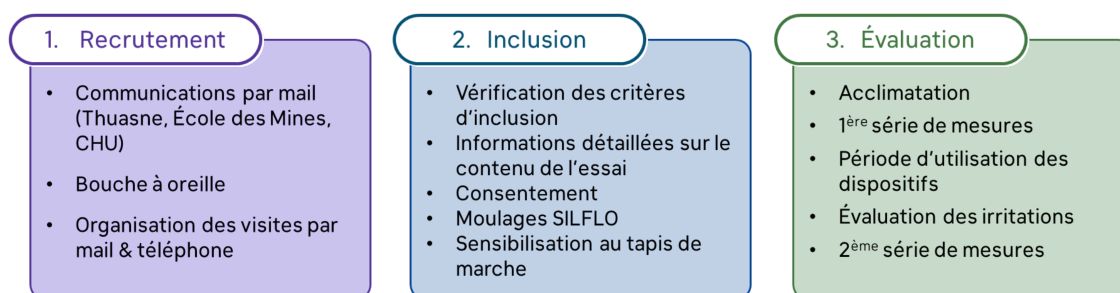 1. Recrutement
• Communications par mail
(Thuasne, École des Mines,
CHU)
• Bouche à oreille
• Organisation des visites par
mail & téléphone
2. Inclusion
• Vérification des critères
d'inclusion
• Informations détaillées sur le
contenu de l'essai
• Consentement
• Moulages SILFLO
• Sensibilisation au tapis de
marche
3. Évaluation
• Acclimatation
• 1ère série de mesures
• Période d'utilisation des
dispositifs
• Évaluation des irritations
• 2ème série de mesures